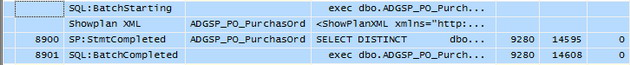 SQL:BatchStarting exec dbo.ADGSP_PO_Purch...
Showplan XML ADGSP_PO_PurchasOrd <ShowPlanXML xmlns="http:...
8900 SP:StmtCompleted ADGSP_PO_PurchasOrd SELECT DISTINCT dbo... 9280 14595 0
8901 SQL:BatchCompleted exec dbo.ADGSP_PO_Purch... 9280 14608 0